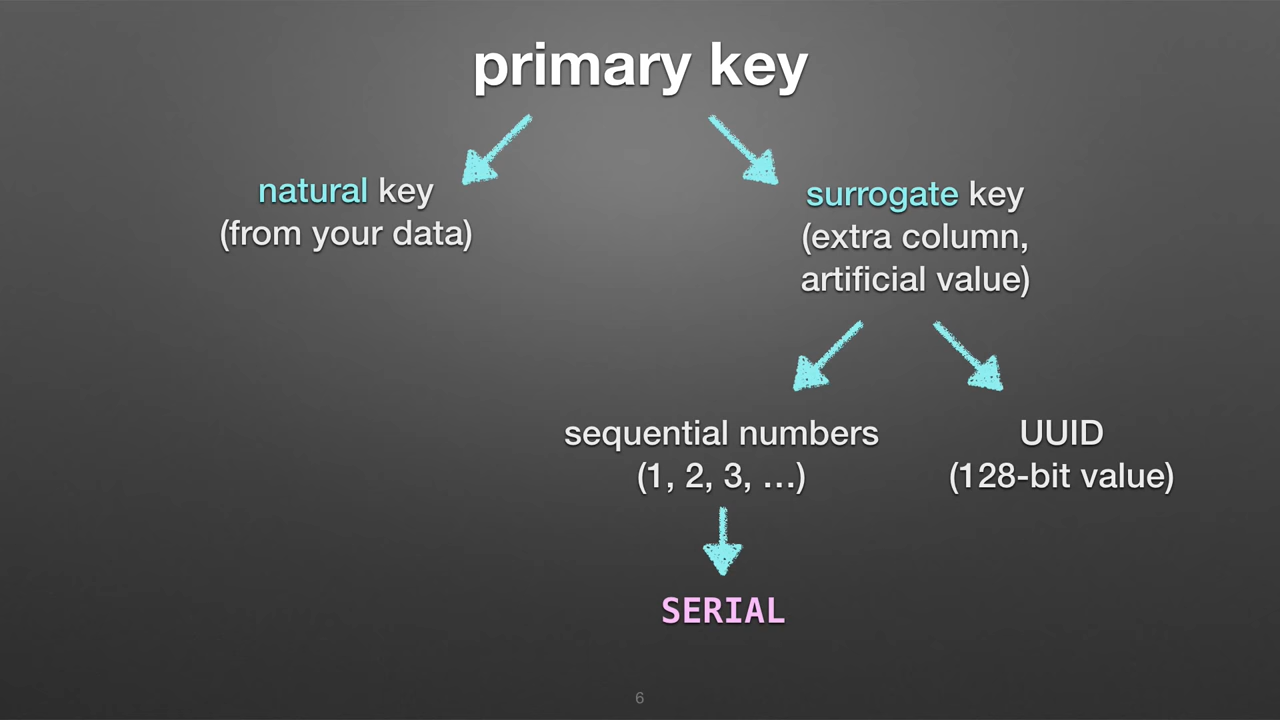 primary key
natural key
(from your data)
surrogate key
(extra column,
artificial value)
sequential numbers
(1, 2, 3, …)
UUID
(128-bit value)
SERIAL
6